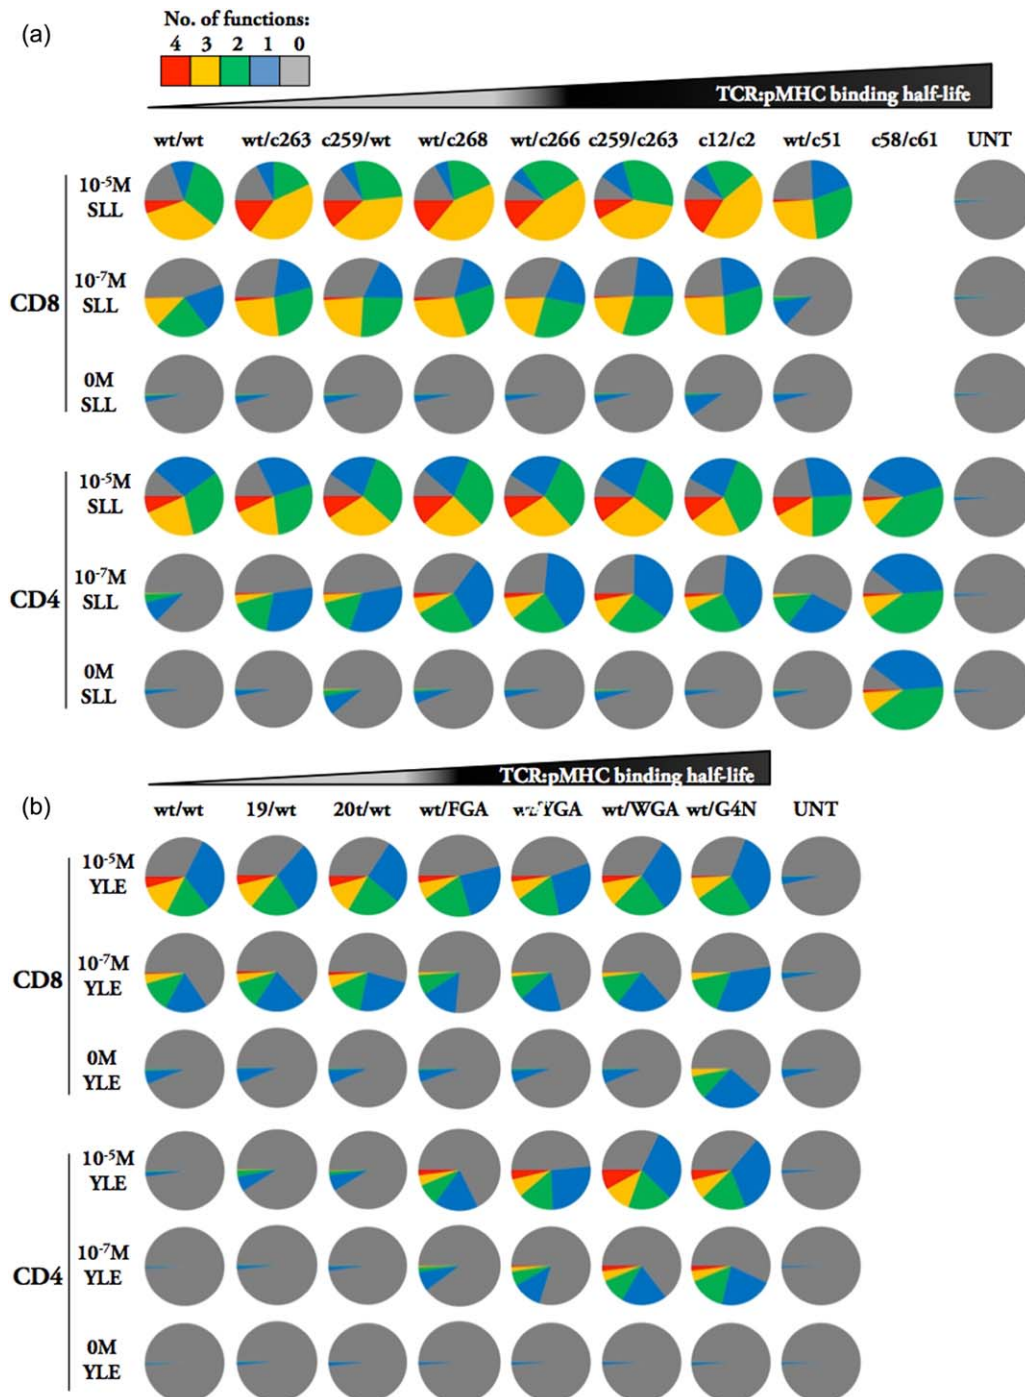 (a)
No. of functions:
4 3 2 1 0
TCR:pMHC binding half-life
wt/wt wt/c263 c259/wt wt/c268 wt/c266 c259/c263 c12/c2 wt/c51 c58/c61 UNT
CD8
10⁻⁵M
SLL
10⁻⁷M
SLL
0M
SLL
CD4
10⁻⁵M
SLL
10⁻⁷M
SLL
0M
SLL
TCR:pMHC binding half-life
(b)
wt/wt 19/wt 20t/wt wt/FGA wt/WGA wt/G4N UNT
CD8
10⁻⁵M
YLE
10⁻⁷M
YLE
0M
YLE
CD4
10⁻⁵M
YLE
10⁻⁷M
YLE
0M
YLE